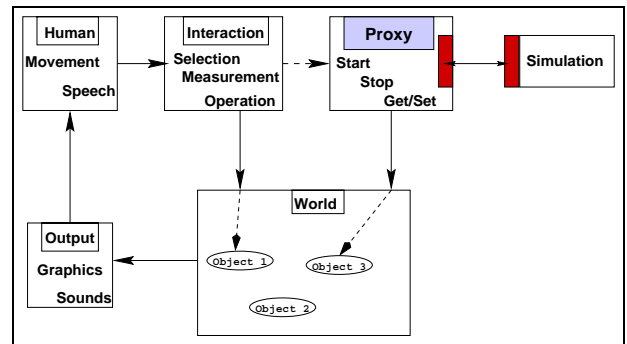 Human
Movement
Speech
Interaction
Selection
Measurement
Operation
Proxy
Start
Stop
Get/Set
Simulation
World
Object 1
Object 3
Object 2
Output
Graphics
Sounds